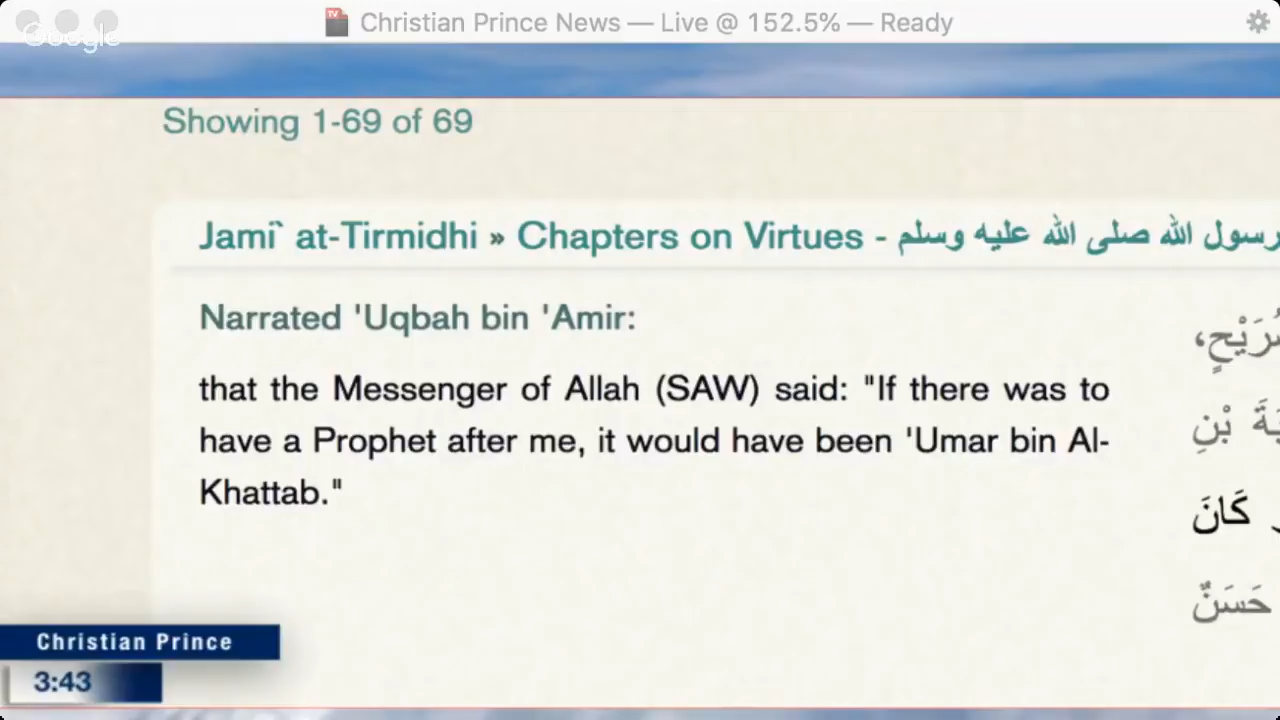 Christian Prince News — Live @ 152.5% — Ready
Google
Showing 1-69 of 69
Jami` at-Tirmidhi » Chapters on Virtues - رسول الله صلى الله عليه وسلم
Narrated 'Uqbah bin 'Amir:
that the Messenger of Allah (SAW) said: "If there was to
have a Prophet after me, it would have been 'Umar bin Al-
Khattab."
بْنِ
كَانَ
حَسَنٌ
Christian Prince
3:43